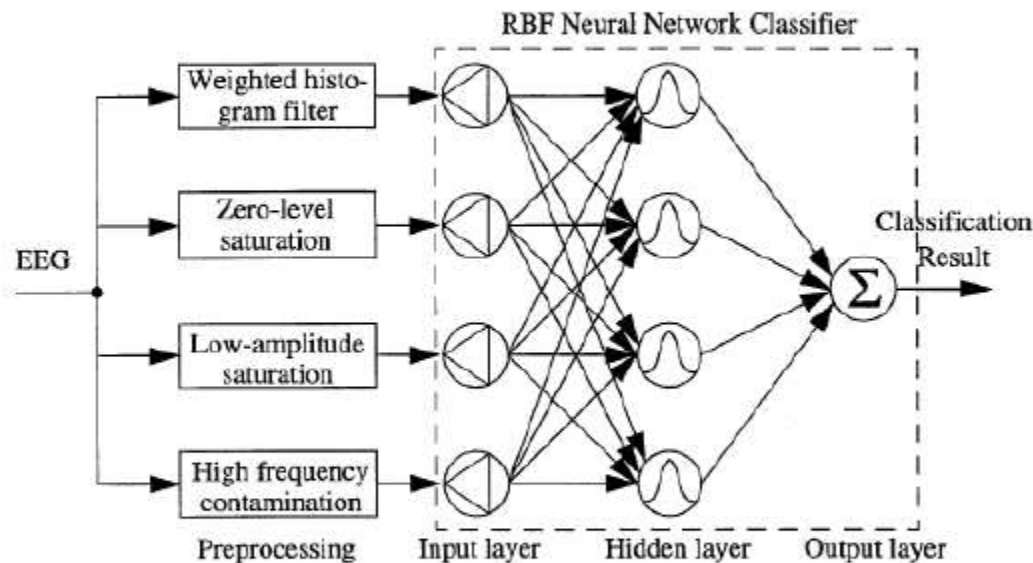 RBF Neural Network Classifier
Weighted histo-
gram filter
Zero-level
saturation
EEG
Classification
Result
Σ
Low-amplitude
saturation
High frequency
contamination
Preprocessing
Input layer
Hidden layer
Output layer